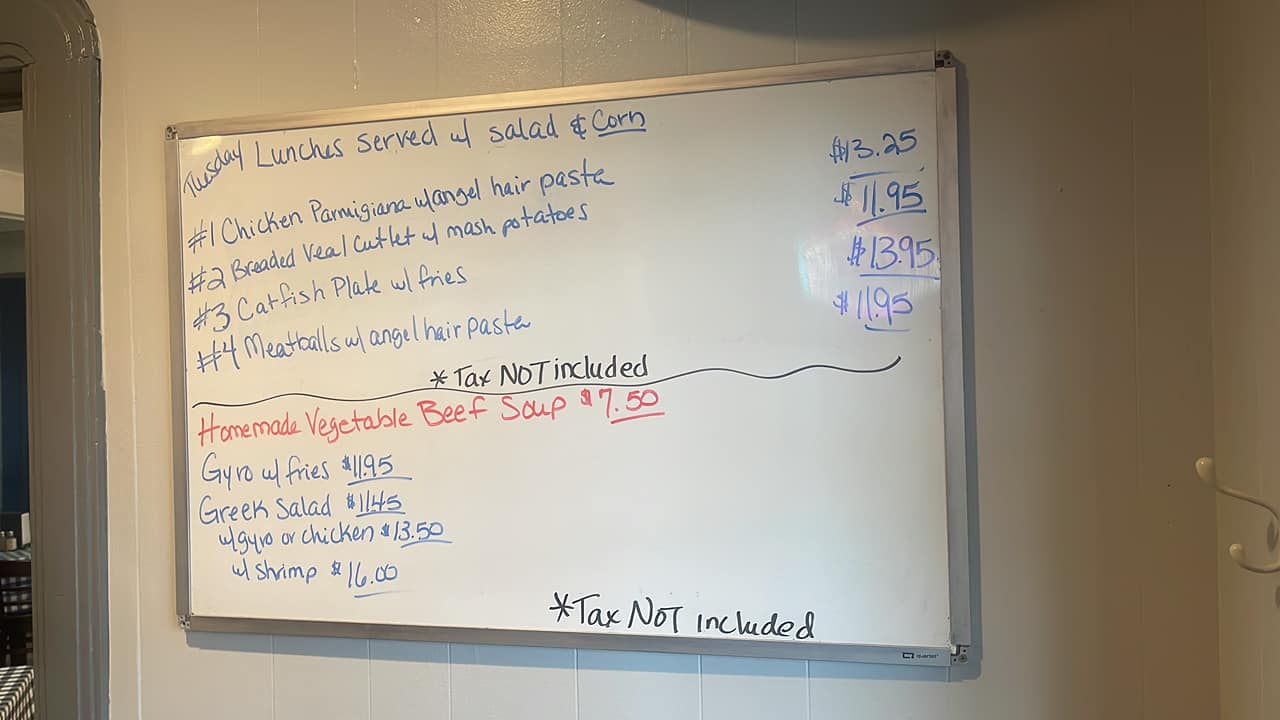 Tuesday Lunches served w/ salad & Corn
#1 Chicken Parmigiana w/angel hair pasta $13.25
#2 Breaded Veal Cutlet w/ mash potatoes $11.95
#3 Catfish Plate w/ fries $13.95
#4 Meatballs w/ angel hair pasta $11.95
* Tax NOT included
Homemade Vegetable Beef Soup $7.50
Gyro w/ fries $11.95
Greek Salad $11.45
w/gyro or chicken $13.50
w/ Shrimp $16.00
*Tax NOT included
Quartet